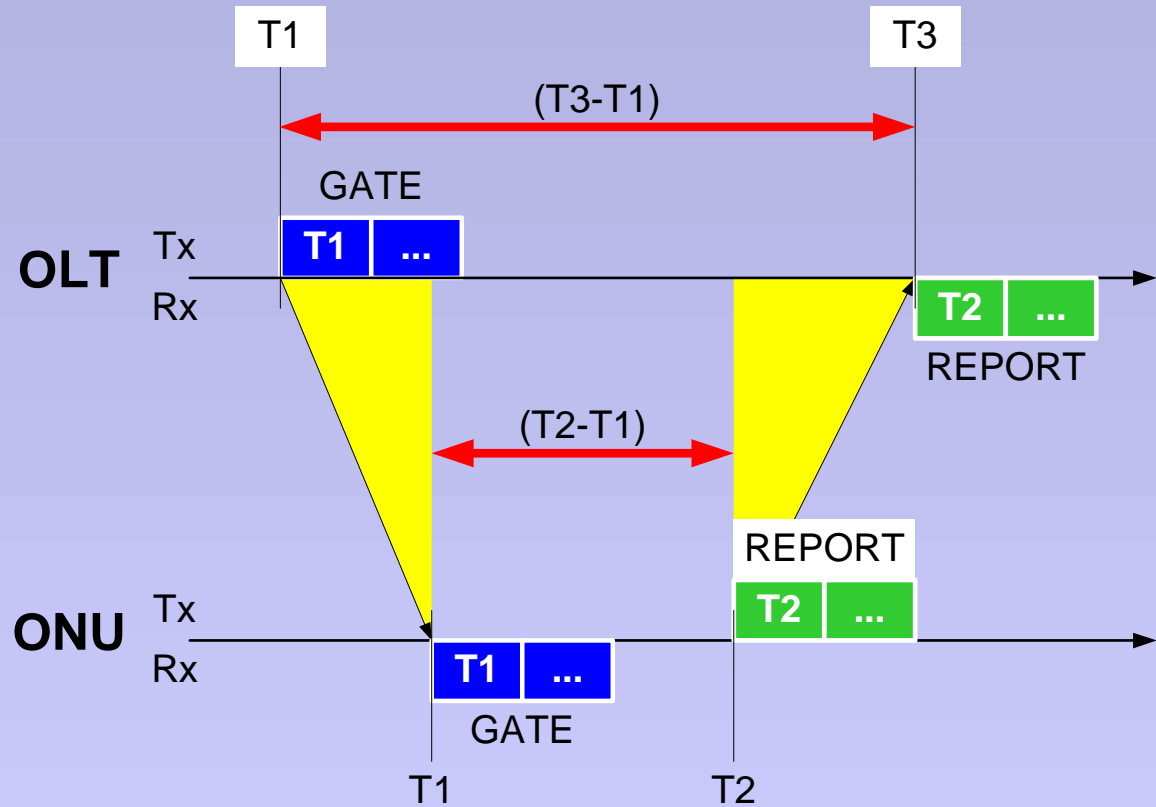 T1 T3
(T3-T1)
GATE
T1 ...
OLT Tx
Rx
T2 ...
REPORT
(T2-T1)
REPORT
T2 ...
ONU Tx
Rx
T1 ...
GATE
T1 T2